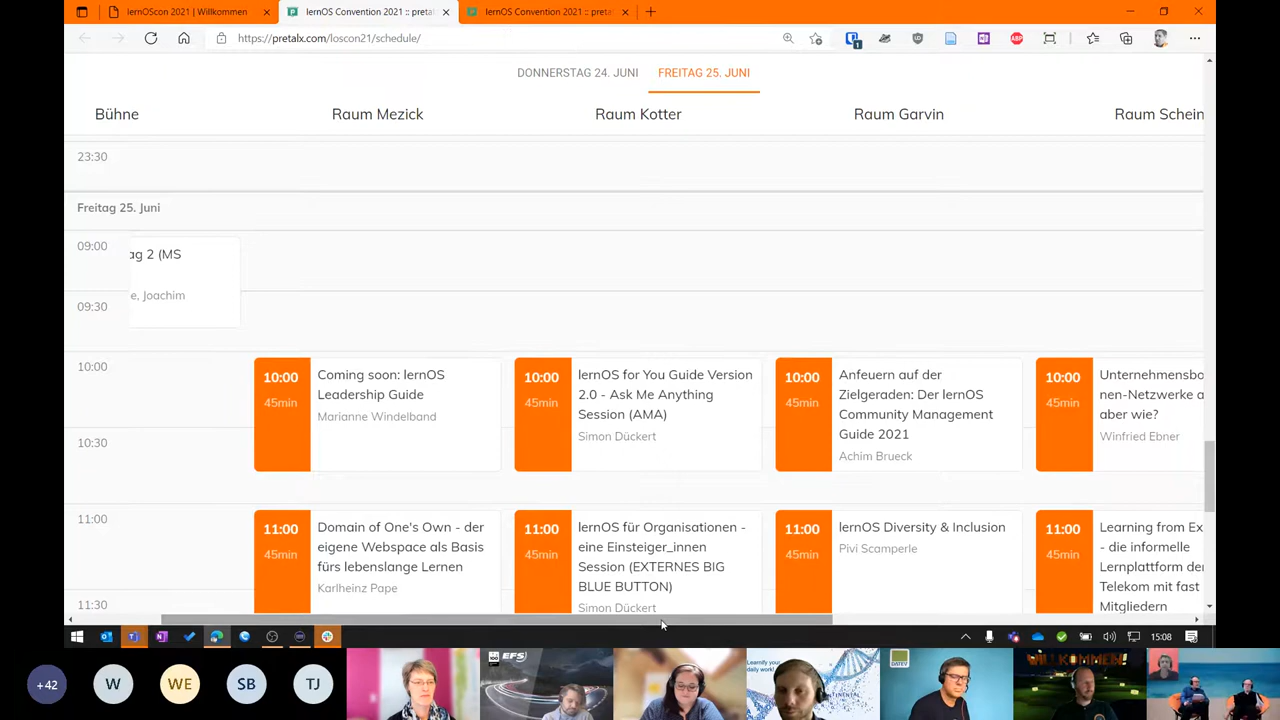 lernOScon 2021 | Willkommen
lernOS Convention 2021 :: preta
lernOS Convention 2021 :: preta
https://pretalx.com/loscon21/schedule/
DONNERSTAG 24. JUNI
FREITAG 25. JUNI
Bühne
Raum Mezick
Raum Kotter
Raum Garvin
Raum Schein
23:30
Freitag 25. Juni
09:00
ag 2 (MS
e, Joachim
09:30
10:00
10:00
45min
Coming soon: lernOS
Leadership Guide
Marianne Windelband
10:00
45min
lernOS for You Guide Version
2.0 - Ask Me Anything
Session (AMA)
Simon Dückert
10:00
45min
Anfeuern auf der
Zielgeraden: Der lernOS
Community Management
Guide 2021
Achim Brueck
10:00
45min
Unternehmensbo
nen-Netzwerke a
aber wie?
Winfried Ebner
10:30
11:00
11:00
45min
Domain of One's Own - der
eigene Webspace als Basis
fürs lebenslange Lernen
Karlheinz Pape
11:00
45min
lernOS für Organisationen -
eine Einsteiger_innen
Session (EXTERNES BIG
BLUE BUTTON)
Simon Dückert
11:00
45min
lernOS Diversity & Inclusion
Pivi Scamperle
11:00
45min
Learning from Ex
- die informelle
Lernplattform der
Telekom mit fast
Mitgliedern
11:30
15:08
+42
W
WE
SB
TJ
EFS
DATEV
WILLKOMMEN!